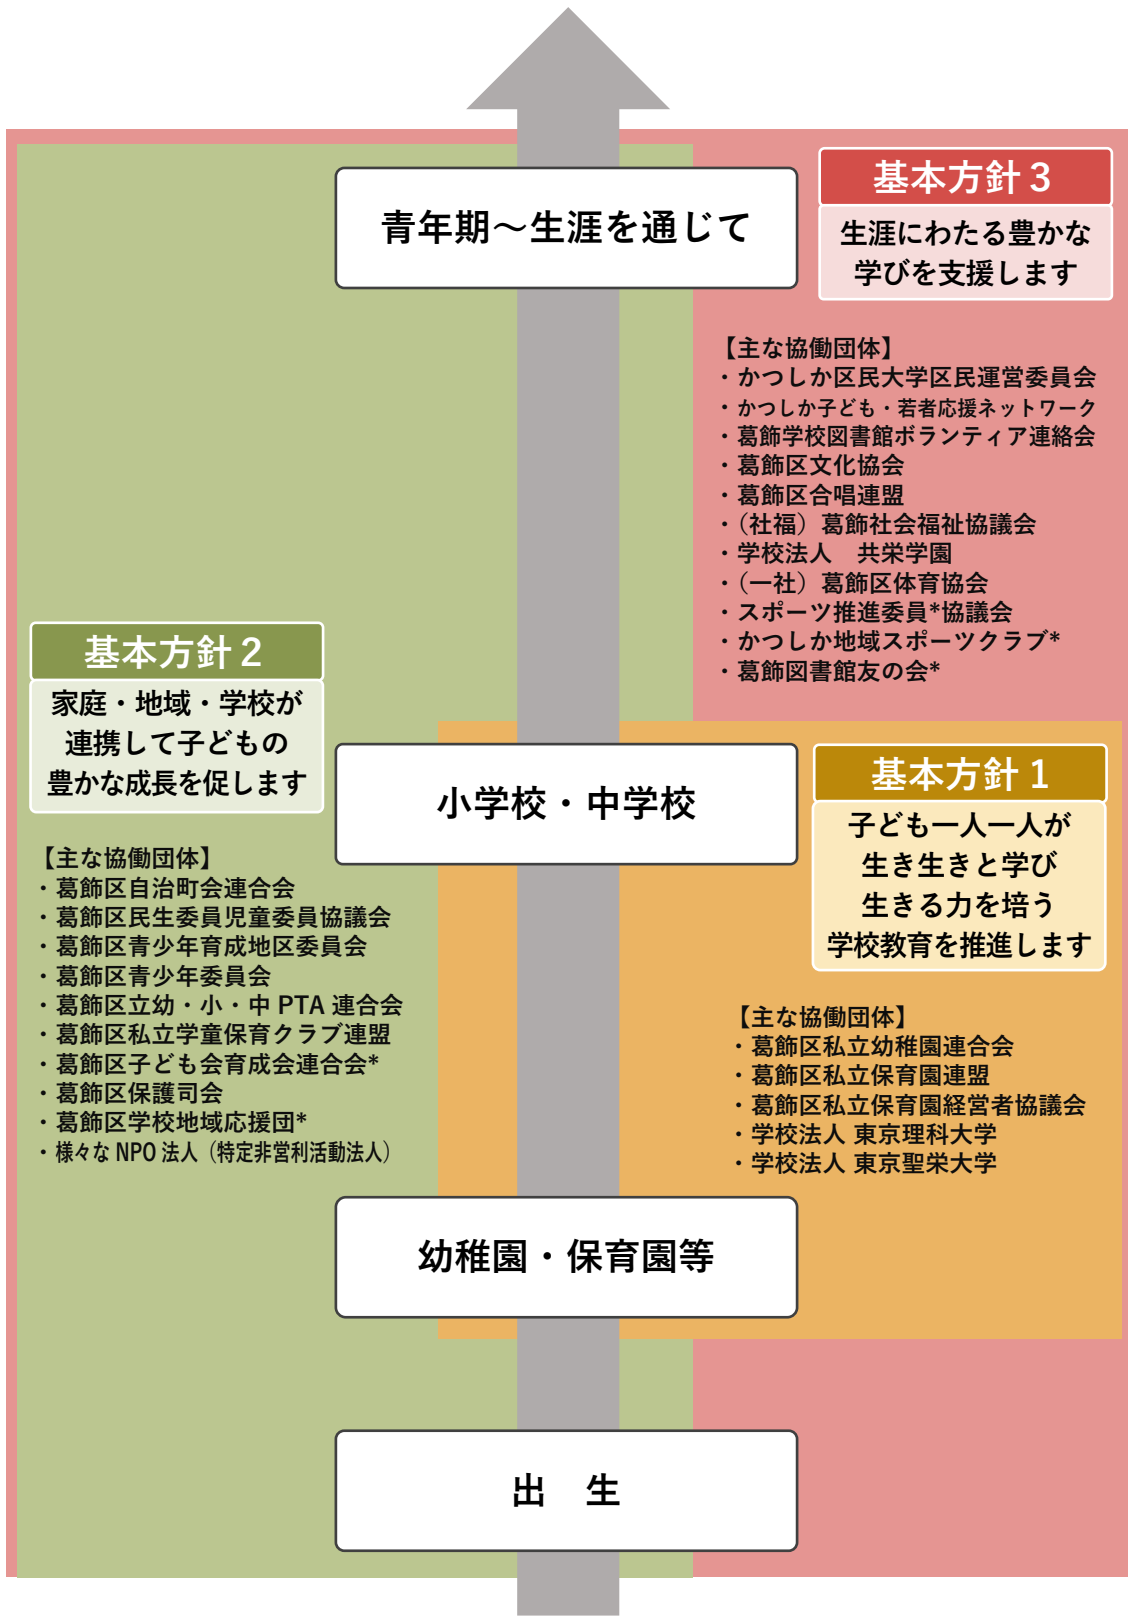 青年期～生涯を通じて
基本方針３
生涯にわたる豊かな
学びを支援します
【主な協働団体】
・かつしか区民大学区民運営委員会
・かつしか子ども・若者応援ネットワーク
・葛飾学校図書館ボランティア連絡会
・葛飾区文化協会
・葛飾区合唱連盟
・（社福）葛飾社会福祉協議会
・学校法人　共栄学園
・（一社）葛飾区体育協会
・スポーツ推進委員*協議会
・かつしか地域スポーツクラブ*
・葛飾図書館友の会*
基本方針２
家庭・地域・学校が
連携して子どもの
豊かな成長を促します
【主な協働団体】
・葛飾区自治町会連合会
・葛飾区民生委員児童委員協議会
・葛飾区青少年育成地区委員会
・葛飾区青少年委員会
・葛飾区立幼・小・中 PTA 連合会
・葛飾区私立学童保育クラブ連盟
・葛飾区子ども会育成会連合会*
・葛飾区保護司会
・葛飾区学校地域応援団*
・様々な NPO 法人（特定非営利活動法人）
小学校・中学校
基本方針１
子ども一人一人が
生き生きと学び
生きる力を培う
学校教育を推進します
【主な協働団体】
・葛飾区私立幼稚園連合会
・葛飾区私立保育園連盟
・葛飾区私立保育園経営者協議会
・学校法人 東京理科大学
・学校法人 東京聖栄大学
幼稚園・保育園等
出　生